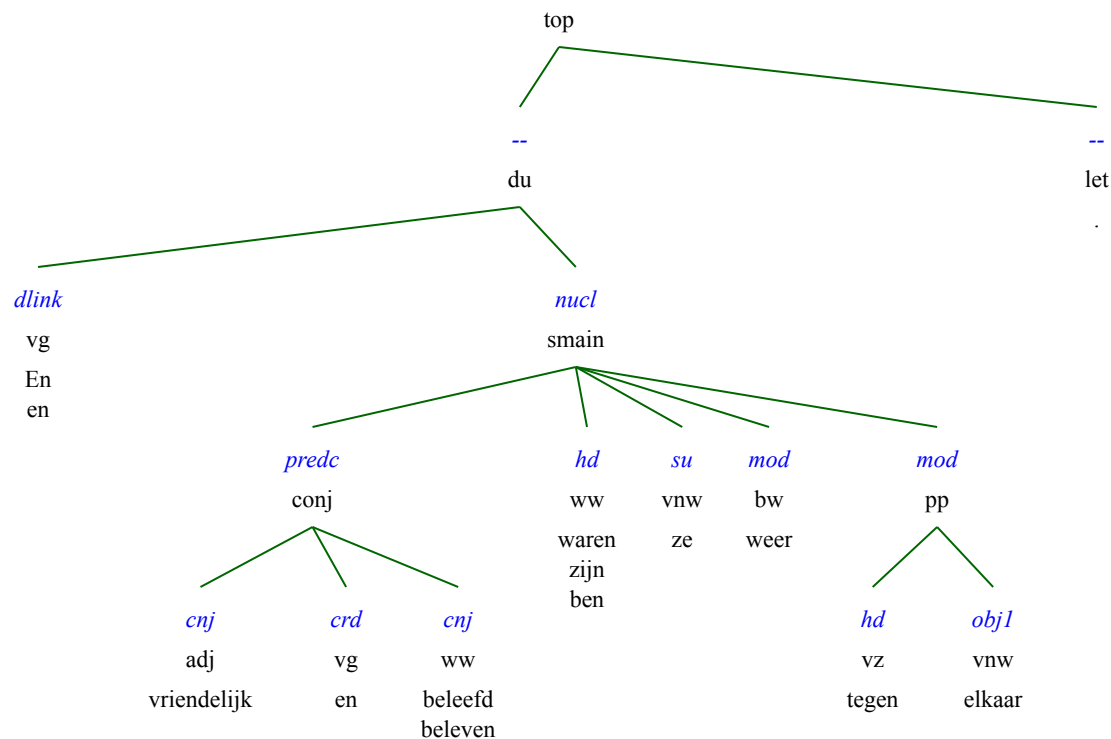 top
-- --
du let
.
dlink nucl
vg smain
En
en
predc hd su mod mod
conj ww vnw bw pp
waren ze weer
zijn
ben
cnj crd cnj hd obj1
adj vg ww vz vnw
vriendelijk en beleefd tegen elkaar
beleven